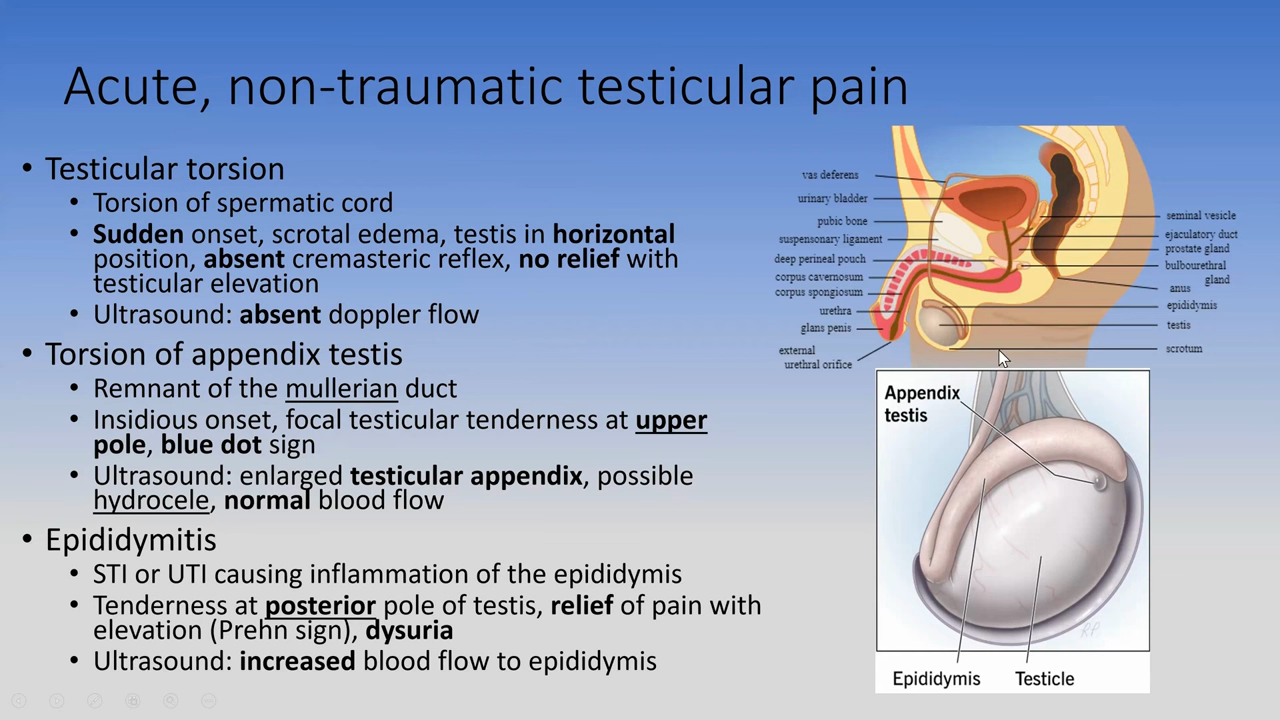 Acute, non-traumatic testicular pain
• Testicular torsion
• Torsion of spermatic cord
• Sudden onset, scrotal edema, testis in horizontal
position, absent cremasteric reflex, no relief with
testicular elevation
• Ultrasound: absent doppler flow
• Torsion of appendix testis
• Remnant of the mullerian duct
• Insidious onset, focal testicular tenderness at upper
pole, blue dot sign
• Ultrasound: enlarged testicular appendix, possible
hydrocele, normal blood flow
• Epididymitis
• STI or UTI causing inflammation of the epididymis
• Tenderness at posterior pole of testis, relief of pain with
elevation (Prehn sign), dysuria
• Ultrasound: increased blood flow to epididymis
vas deferens
urinary bladder
pubic bone
suspensonary ligament
deep perineal pouch
corpus cavernosum
corpus spongiosum
urethra
glans penis
external
urethral orifice
seminal vesicle
ejaculatory duct
prostate gland
bulbourethral
gland
anus
epididymis
testis
scrotum
Appendix
testis
RP
Epididymis
Testicle